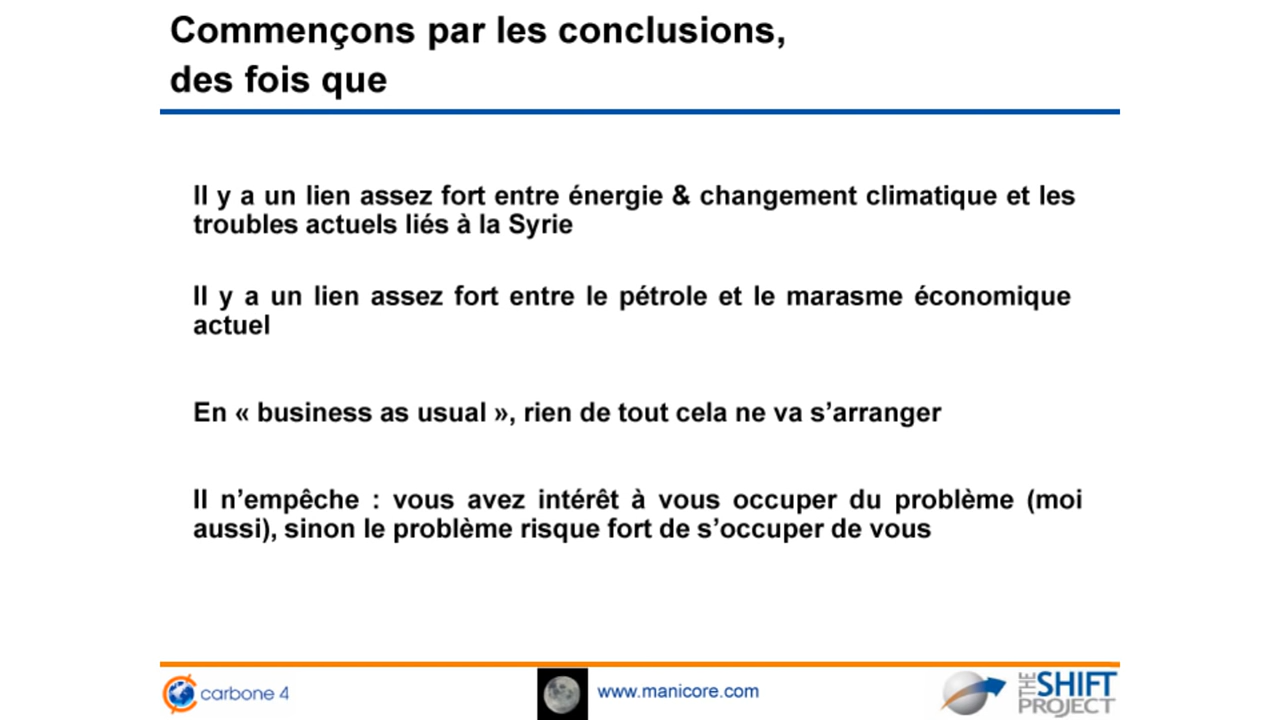 Commençons par les conclusions,
des fois que
Il y a un lien assez fort entre énergie & changement climatique et les
troubles actuels liés à la Syrie
Il y a un lien assez fort entre le pétrole et le marasme économique
actuel
En « business as usual », rien de tout cela ne va s’arranger
Il n’empêche : vous avez intérêt à vous occuper du problème (moi
aussi), sinon le problème risque fort de s’occuper de vous
carbone 4
www.manicore.com
THE SHIFT
PROJECT